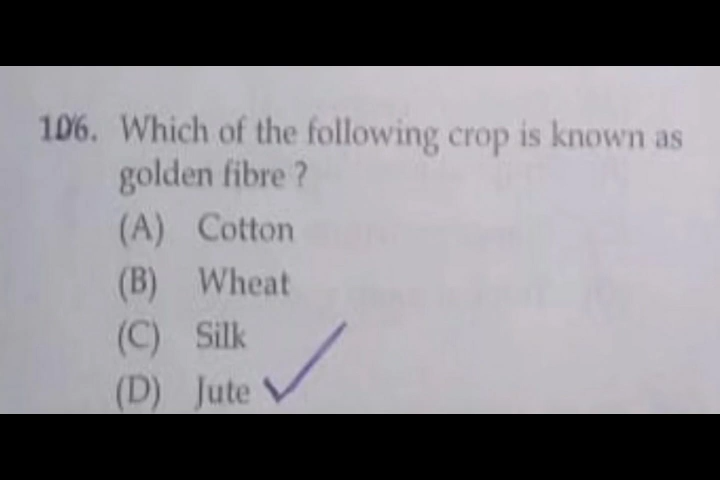 106. Which of the following crop is known as
golden fibre ?
(A) Cotton
(B) Wheat
(C) Silk
(D) Jute